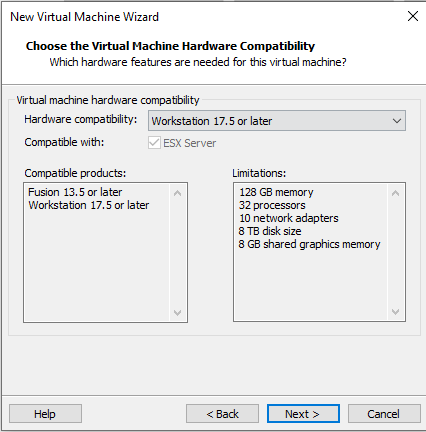 New Virtual Machine Wizard
Choose the Virtual Machine Hardware Compatibility
Which hardware features are needed for this virtual machine?
Virtual machine hardware compatibility
Hardware compatibility: Workstation 17.5 or later
Compatible with: ESX Server
Compatible products:
Fusion 13.5 or later
Workstation 17.5 or later
Limitations:
128 GB memory
32 processors
10 network adapters
8 TB disk size
8 GB shared graphics memory
Help < Back Next > Cancel